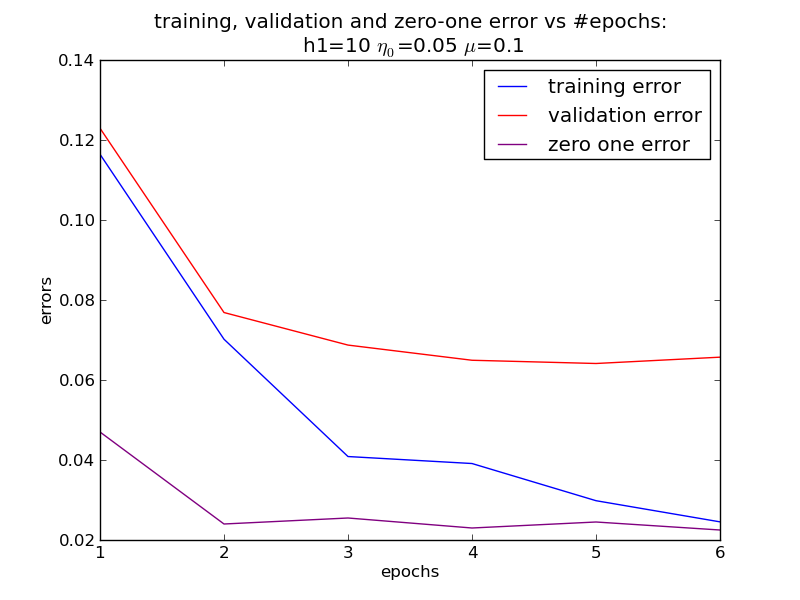 training, validation and zero-one error vs #epochs:
h1=10 η₀=0.05 μ=0.1
training error
validation error
zero one error
0.14
0.12
0.10
0.08
0.06
0.04
0.02
errors
1 2 3 4 5 6
epochs